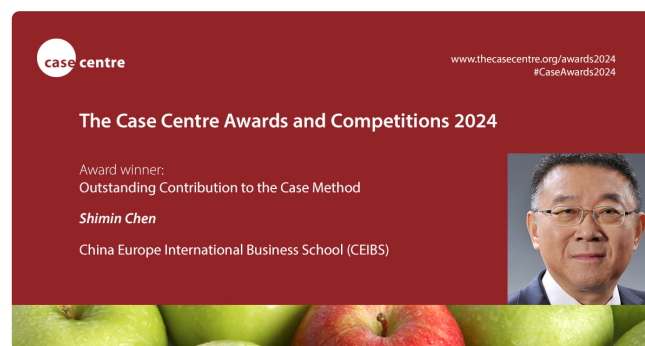 case centre
www.thecasecentre.org/awards2024
#CaseAwards2024
The Case Centre Awards and Competitions 2024
Award winner:
Outstanding Contribution to the Case Method
Shimin Chen
China Europe International Business School (CEIBS)